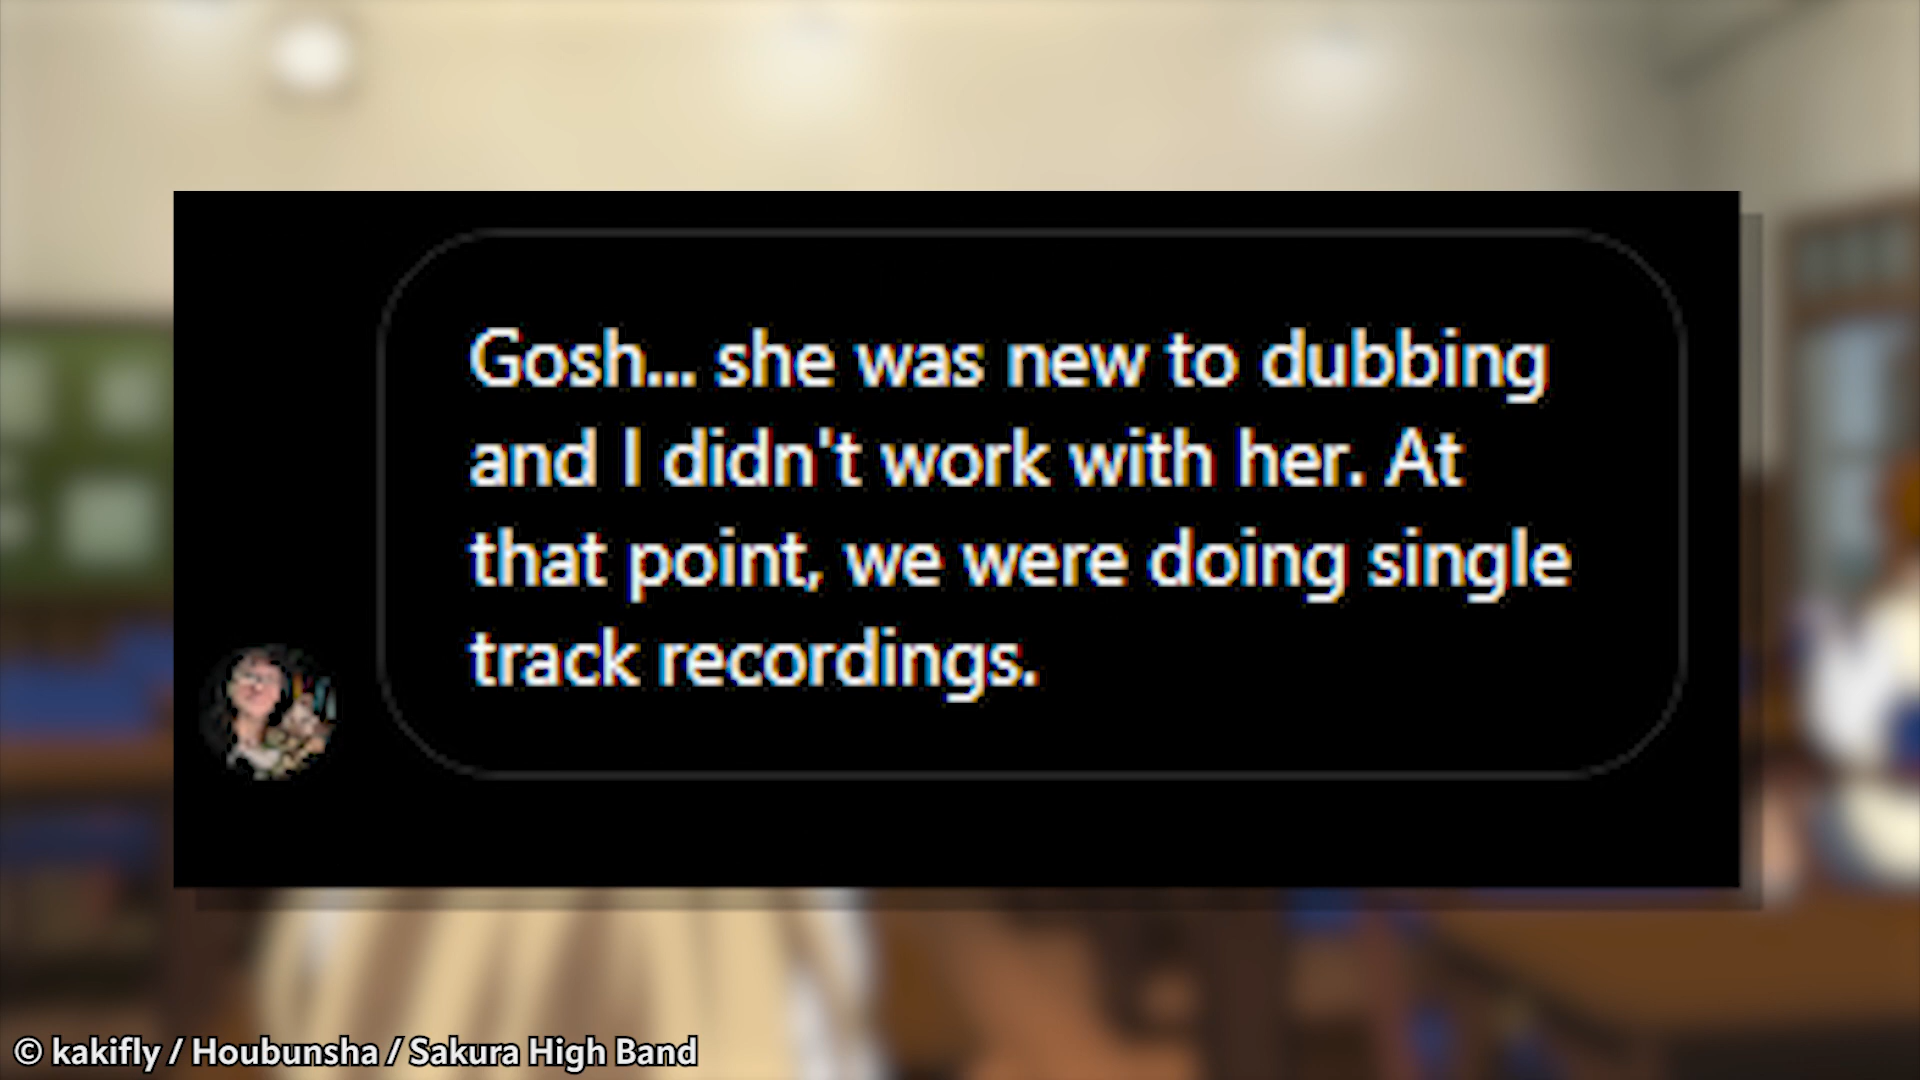 Gosh... she was new to dubbing
and I didn't work with her. At
that point, we were doing single
track recordings.
© kakifly / Houbunsha / Sakura High Band